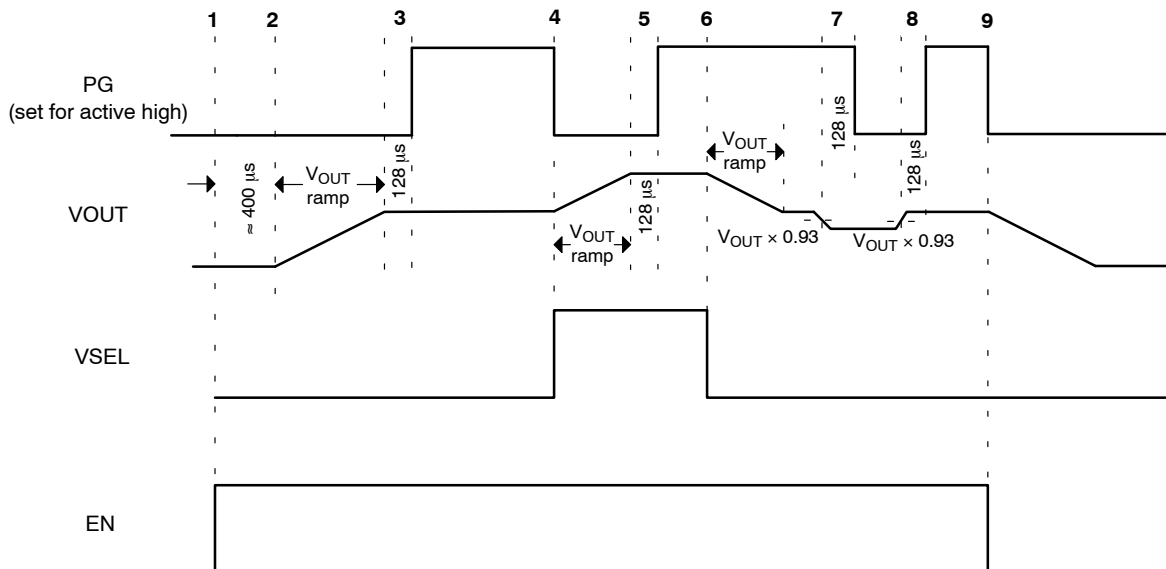 1 2 3 4 5 6 7 8 9
PG
(set for active high)
128 µs
128 µs
VOUT
ramp
128 µs
≈ 400 µs
VOUT
ramp
VOUT
128 µs
VOUT
ramp
VOUT × 0.93
VOUT × 0.93
VSEL
EN